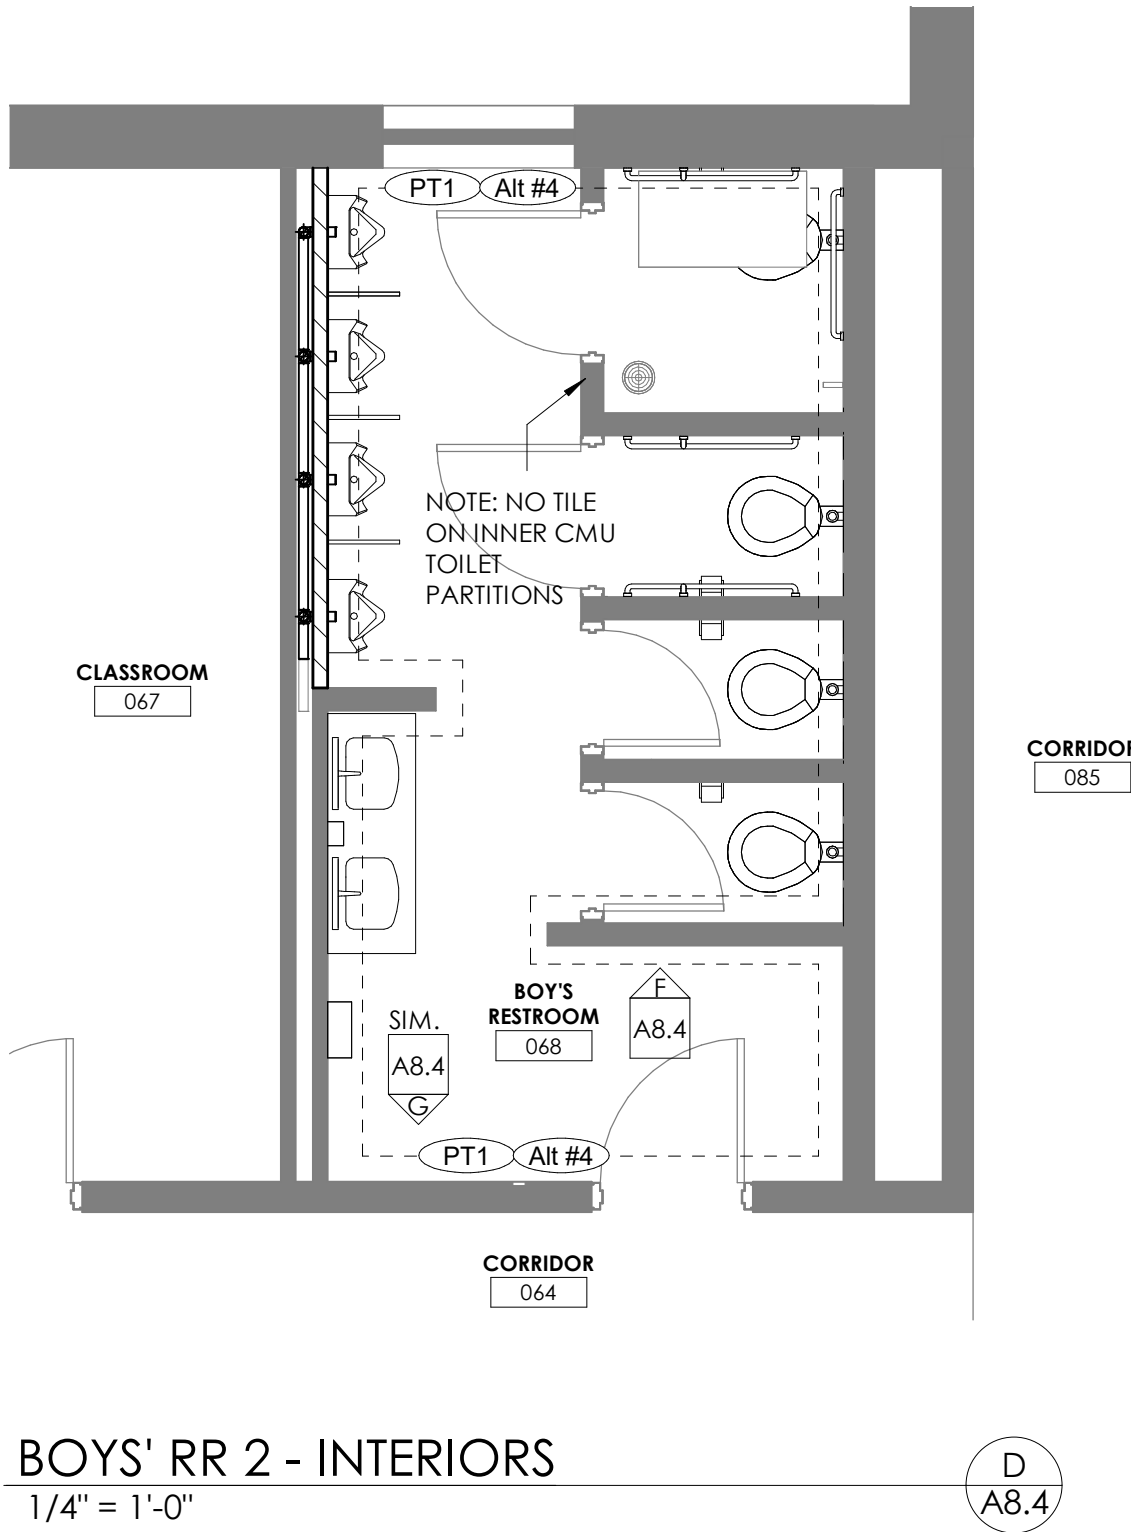 PT1 Alt #4
NOTE: NO TILE
ON INNER CMU
TOILET
PARTITIONS
CLASSROOM
067
CORRIDOR
085
BOY'S
RESTROOM
068
SIM.
A8.4
G
F
A8.4
PT1 Alt #4
CORRIDOR
064
BOYS' RR 2 - INTERIORS
1/4" = 1'-0"
D
A8.4